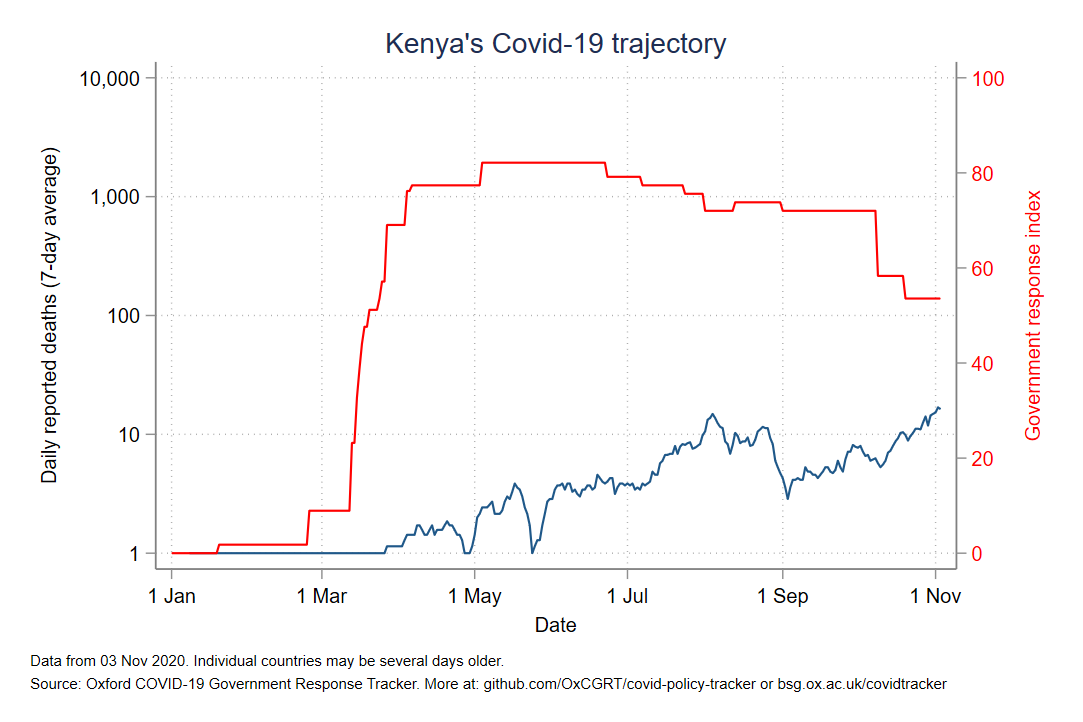 Kenya's Covid-19 trajectory
10,000
1,000
100
10
1
Daily reported deaths (7-day average)
100
80
60
40
20
0
Government response index
1 Jan
1 Mar
1 May
1 Jul
1 Sep
1 Nov
Date
Data from 03 Nov 2020. Individual countries may be several days older.
Source: Oxford COVID-19 Government Response Tracker. More at: github.com/OxCGRT/covid-policy-tracker or bsg.ox.ac.uk/covidtracker